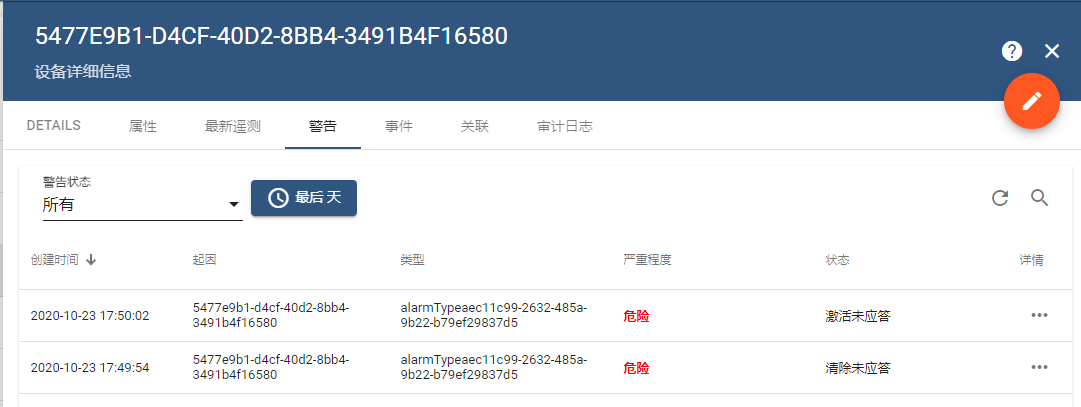 5477E9B1-D4CF-40D2-8BB4-3491B4F16580
设备详细信息
DETAILS 属性 最新遥测 警告 事件 关联 审计日志
警告状态
所有 最后 天
创建时间 起因 类型 严重程度 状态 详情
2020-10-23 17:50:02 5477e9b1-d4cf-40d2-8bb4-3491b4f16580 alarmTypeaec11c99-2632-485a-9b22-b79ef29837d5 危险 激活未应答
2020-10-23 17:49:54 5477e9b1-d4cf-40d2-8bb4-3491b4f16580 alarmTypeaec11c99-2632-485a-9b22-b79ef29837d5 危险 清除未应答